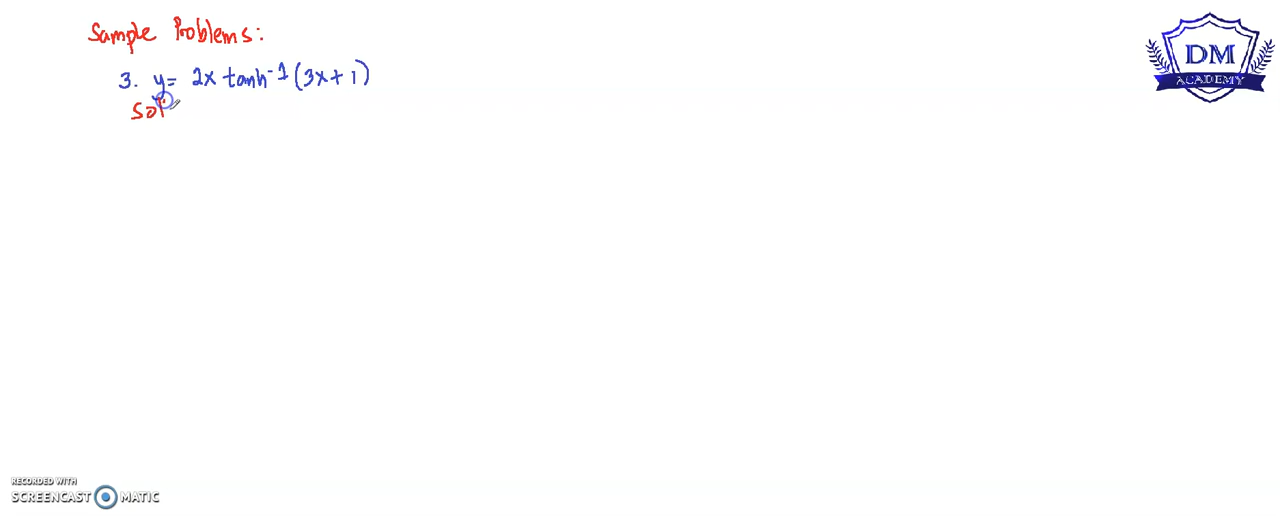 Sample Problems:
3. y= 2x tanh⁻¹(3x+1)
Sol
DM
ACADEMY
RECORDED WITH
SCREENCAST MATIC